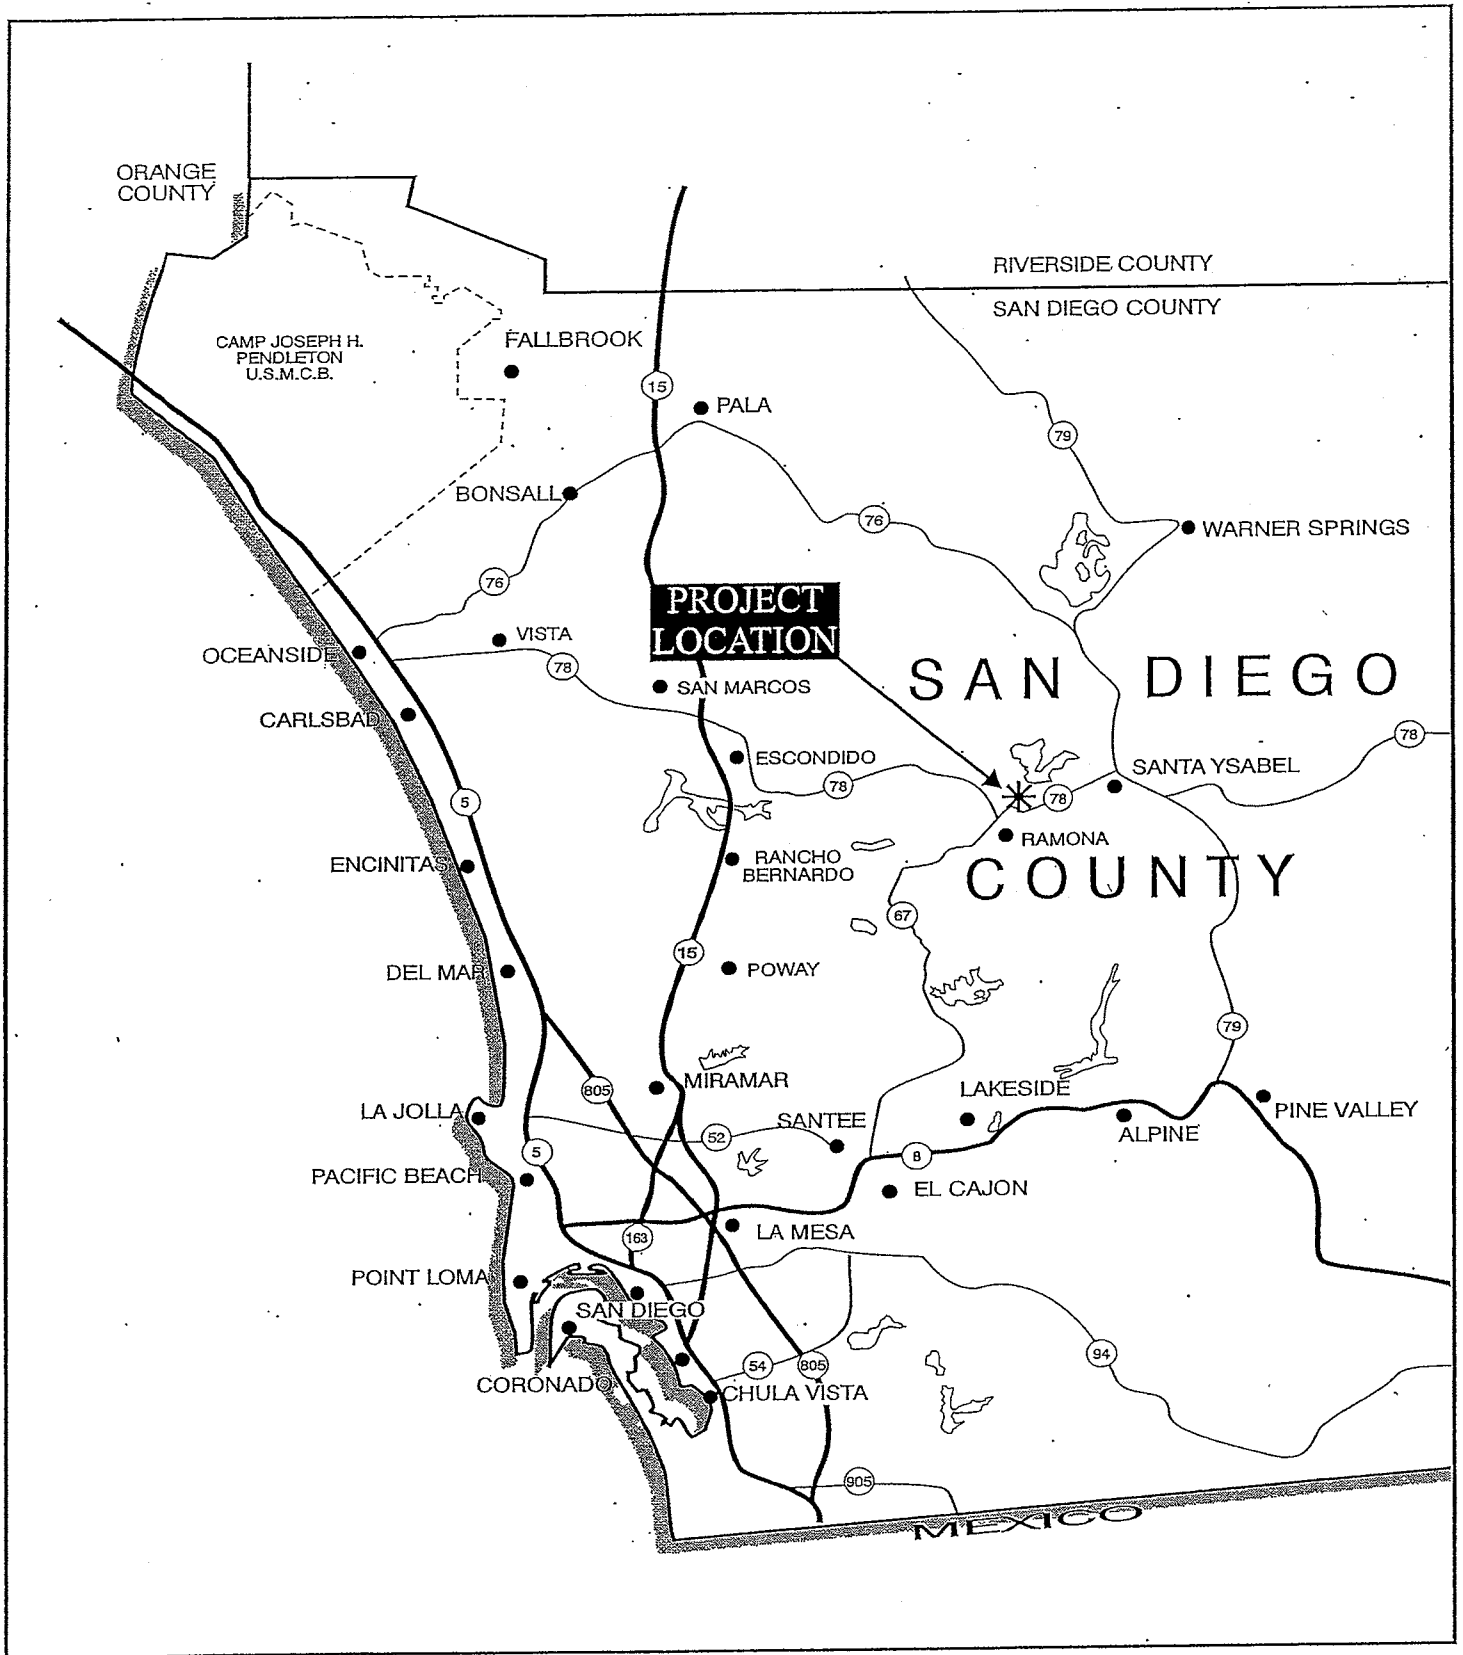 ORANGE
COUNTY
RIVERSIDE COUNTY
SAN DIEGO COUNTY
CAMP JOSEPH H.
PENDLETON
U.S.M.C.B.
FALLBROOK
15
PALA
79
BONSALL
76
WARNER SPRINGS
76
PROJECT
LOCATION
VISTA
OCEANSIDE
78
SAN MARCOS
SAN DIEGO
CARLSBAD
78
ESCONDIDO
SANTA YSABEL
78
78
5
RAMONA
ENCINITAS
RANCHO
BERNARDO
COUNTY
67
15
DEL MAR
POWAY
79
805
MIRAMAR
LAKESIDE
LA JOLLA
SANTEE
PINE VALLEY
52
ALPINE
5
8
PACIFIC BEACH
EL CAJON
163
LA MESA
POINT LOMA
SAN DIEGO
94
54
805
CORONADO
CHULA VISTA
905
MEXICO